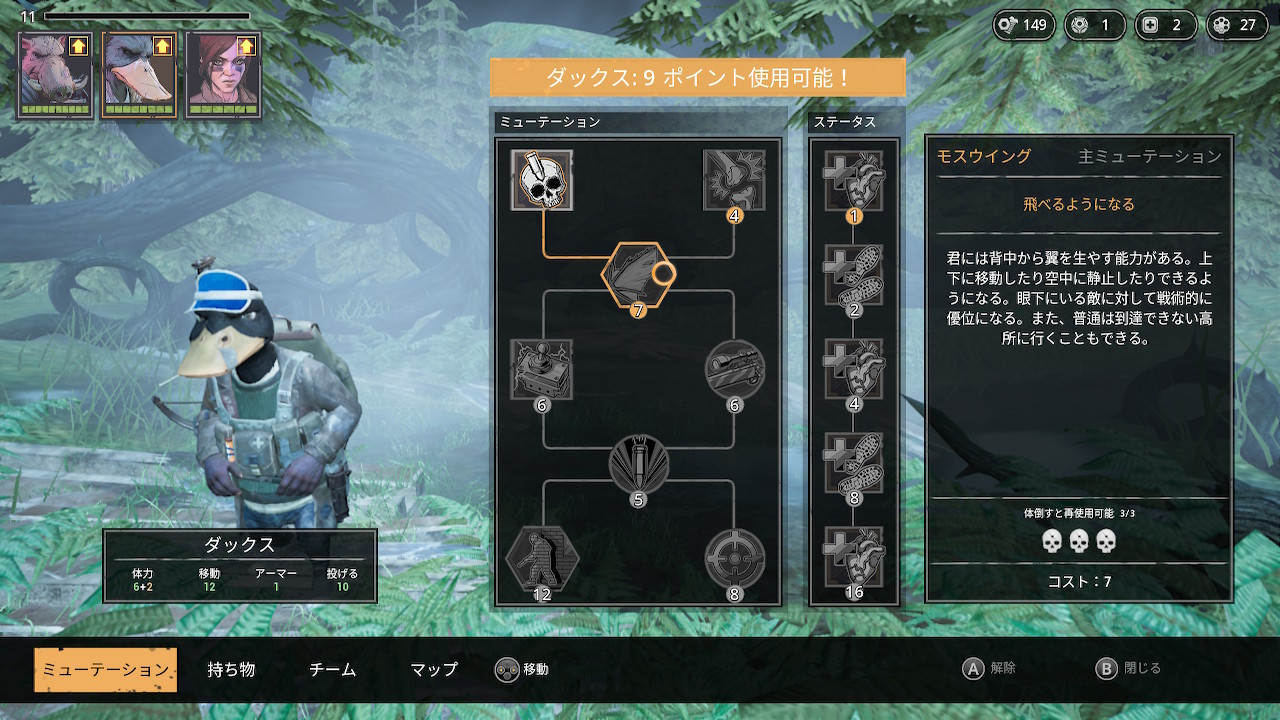 11
149
1
2
27
ダックス: 9 ポイント使用可能！
ミューテーション
ステータス
4
7
6
6
5
12
8
1
2
4
8
16
モスウイング
主ミューテーション
飛べるようになる
君には背中から翼を生やす能力がある。上
下に移動したり空中に静止したりできるよ
うになる。眼下にいる敵に対して戦術的に
優位になる。また、普通は到達できない高
所に行くこともできる。
体倒すと再使用可能 3/3
コスト：7
ダックス
体力 移動 アーマー 投げる
6+2 12 1 10
ミューテーション
持ち物
チーム
マップ
移動
A 解除
B 閉じる